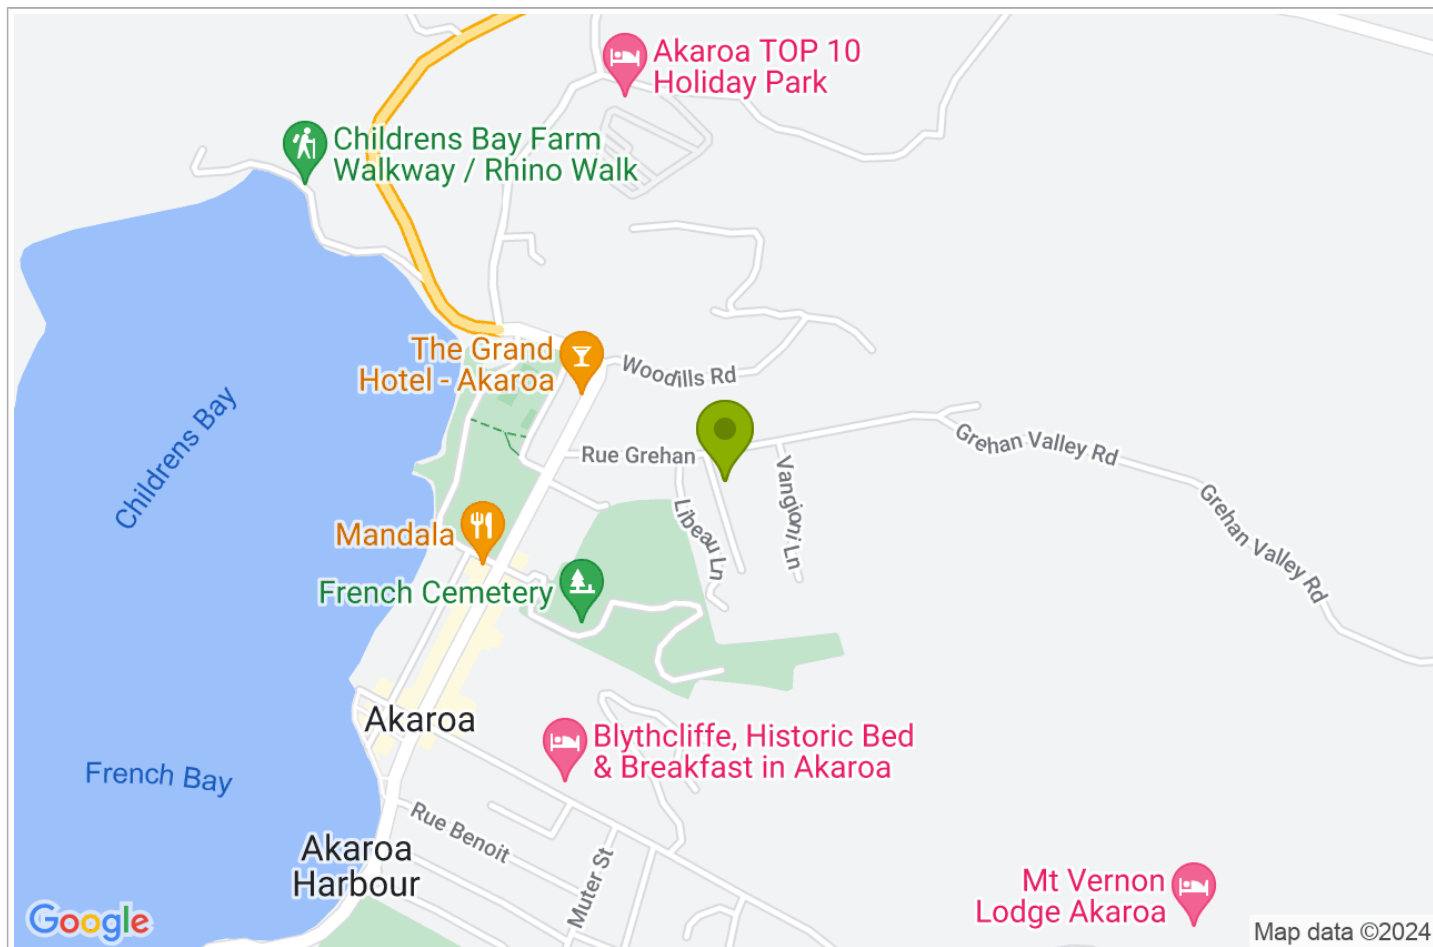 Akaroa TOP 10
Holiday Park
Childrens Bay Farm
Walkway / Rhino Walk
The Grand
Hotel - Akaroa
Woodills Rd
Childrens Bay
Rue Grehan
Grehan Valley Rd
Vangioni Ln
Libeau Ln
Grehan Valley Rd
Mandala
French Cemetery
Akaroa
Blythcliffe, Historic Bed
& Breakfast in Akaroa
French Bay
Rue Benoit
Akaroa
Harbour
Muter St
Mt Vernon
Lodge Akaroa
Google
Map data ©2024